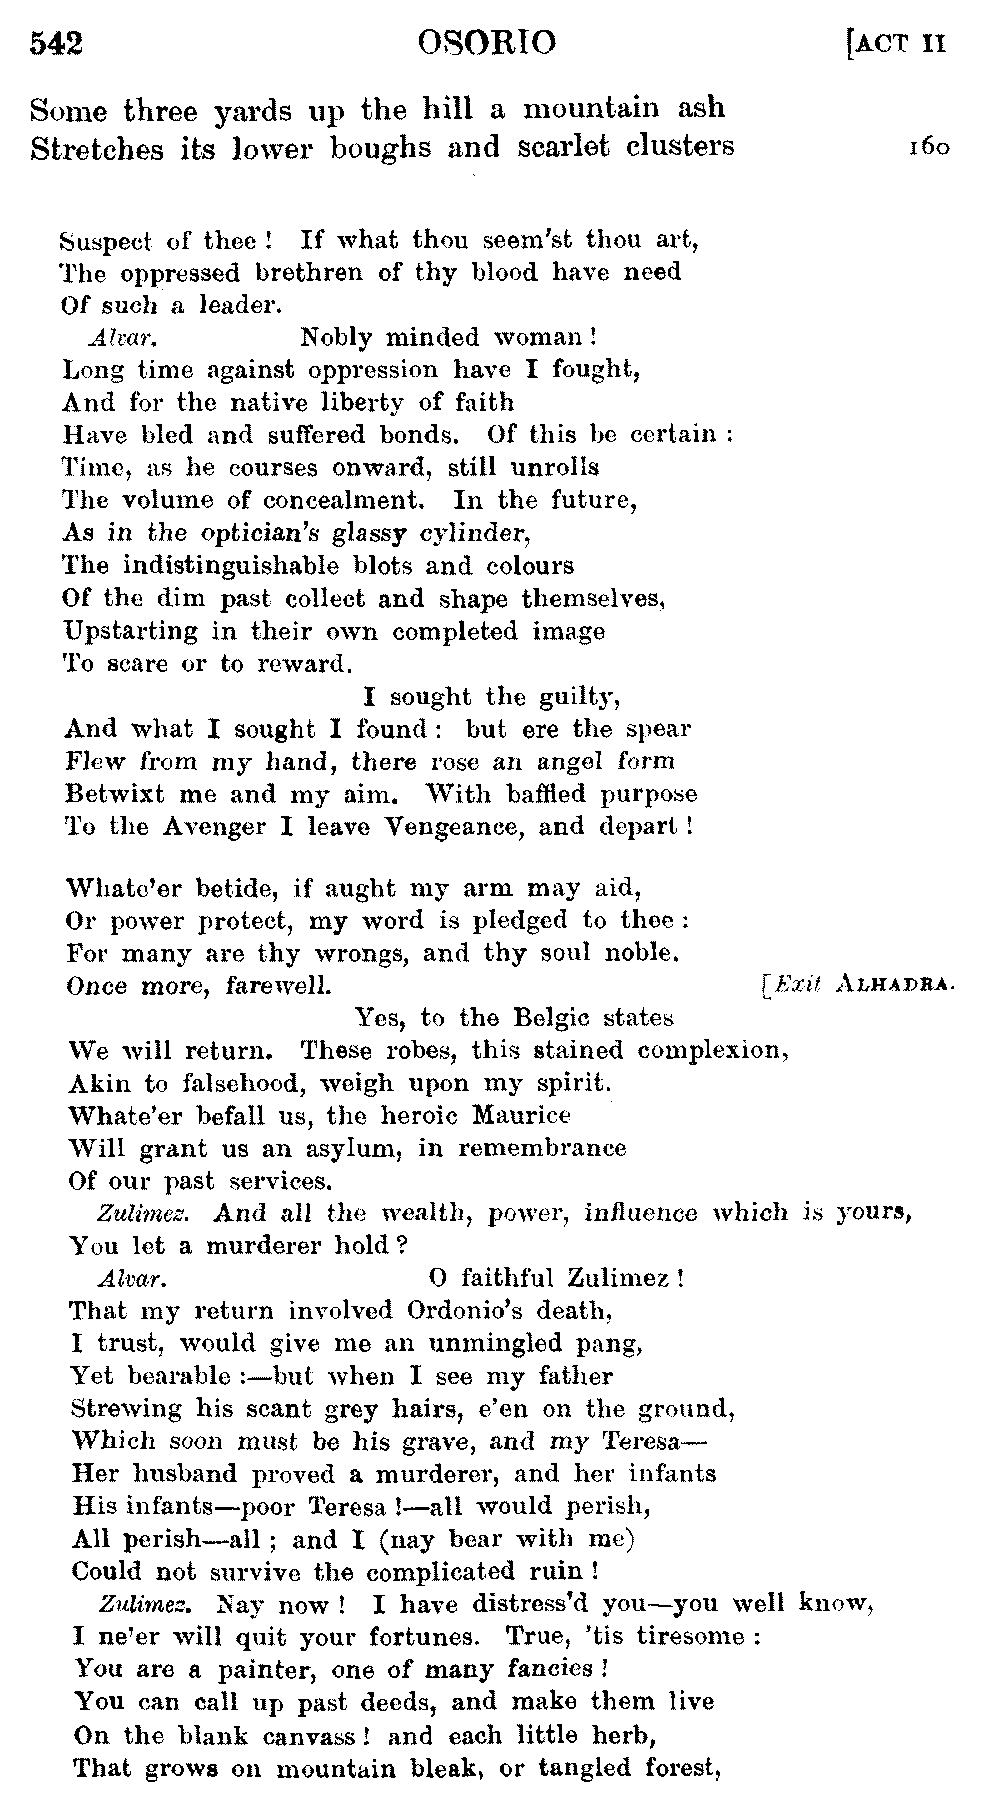 542 OSORIO [ACT II
Some three yards up the hill a mountain ash
Stretches its lower boughs and scarlet clusters 160
Suspect of thee ! If what thou seem'st thou art,
The oppressed brethren of thy blood have need
Of such a leader.
Alvar. Nobly minded woman !
Long time against oppression have I fought,
And for the native liberty of faith
Have bled and suffered bonds. Of this be certain :
Time, as he courses onward, still unrolls
The volume of concealment. In the future,
As in the optician's glassy cylinder,
The indistinguishable blots and colours
Of the dim past collect and shape themselves,
Upstarting in their own completed image
To scare or to reward.
I sought the guilty,
And what I sought I found : but ere the spear
Flew from my hand, there rose an angel form
Betwixt me and my aim. With baffled purpose
To the Avenger I leave Vengeance, and depart !
Whate'er betide, if aught my arm may aid,
Or power protect, my word is pledged to thee :
For many are thy wrongs, and thy soul noble.
Once more, farewell. [Exit ALHADRA.
Yes, to the Belgic states
We will return. These robes, this stained complexion,
Akin to falsehood, weigh upon my spirit.
Whate'er befall us, the heroic Maurice
Will grant us an asylum, in remembrance
Of our past services.
Zulimez. And all the wealth, power, influence which is yours,
You let a murderer hold ?
Alvar. O faithful Zulimez !
That my return involved Ordonio's death,
I trust, would give me an unmingled pang,
Yet bearable :—but when I see my father
Strewing his scant grey hairs, e'en on the ground,
Which soon must be his grave, and my Teresa—
Her husband proved a murderer, and her infants
His infants—poor Teresa !—all would perish,
All perish—all ; and I (nay bear with me)
Could not survive the complicated ruin !
Zulimez. Nay now ! I have distress'd you—you well know,
I ne'er will quit your fortunes. True, 'tis tiresome :
You are a painter, one of many fancies !
You can call up past deeds, and make them live
On the blank canvass ! and each little herb,
That grows on mountain bleak, or tangled forest,